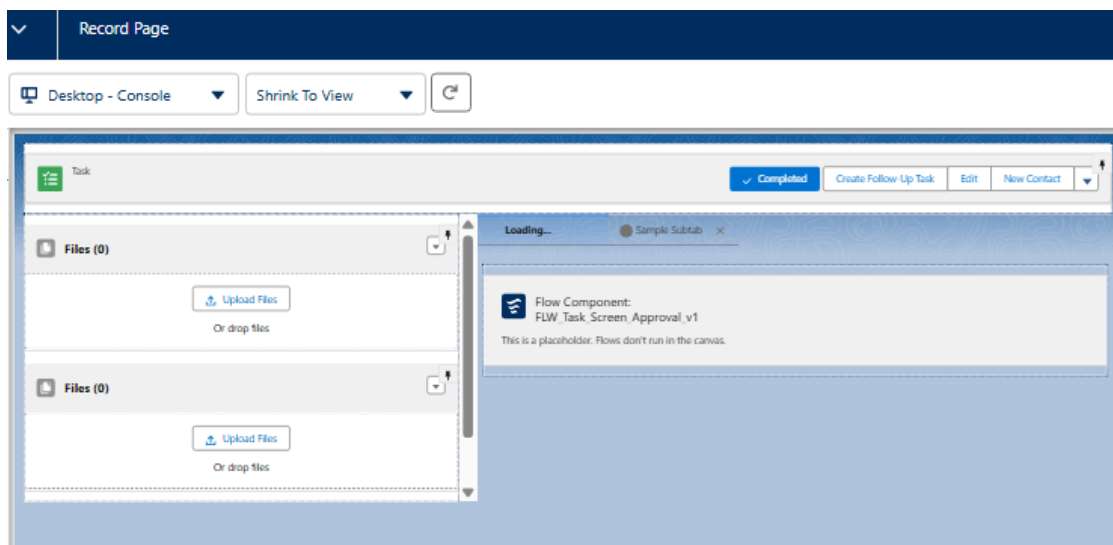 Record Page
Desktop - Console
Shrink To View
Task
Completed
Create Follow-Up Task
Edit
New Contact
Files (0)
Upload Files
Or drop files
Files (0)
Upload Files
Or drop files
Loading...
Sample Subtab
Flow Component:
FLW_Task_Screen_Approval_v1
This is a placeholder. Flows don't run in the canvas.